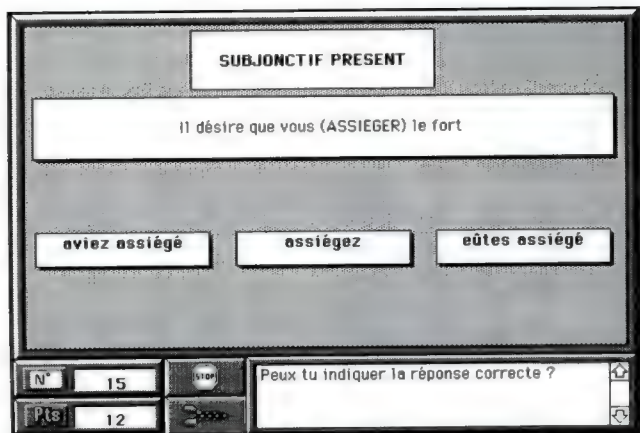 SUBJONCTIF PRESENT
il désire que vous (ASSIEGER) le fort
aviez assiégé
assiégez
eûtes assiégé
N° 15
STOP
Peux tu indiquer la réponse correcte ?
Pts 12